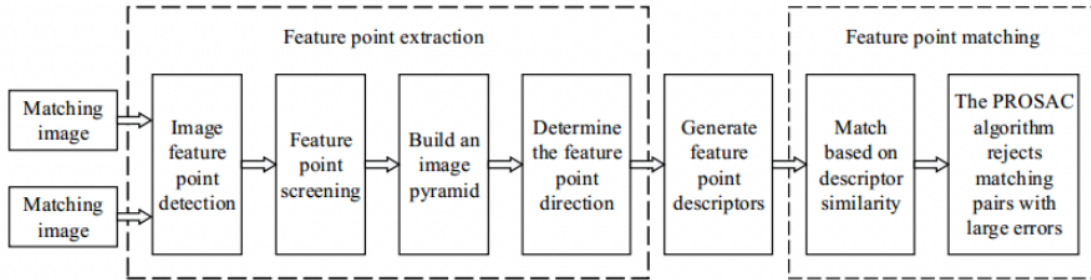 Feature point extraction
Feature point matching
Matching
image
Matching
image
Image
feature
point
detection
Feature
point
screening
Build an
image
pyramid
Determine
the feature
point
direction
Generate
feature
point
descriptors
Match
based on
descriptor
similarity
The PROSAC
algorithm
rejects
matching
pairs with
large errors